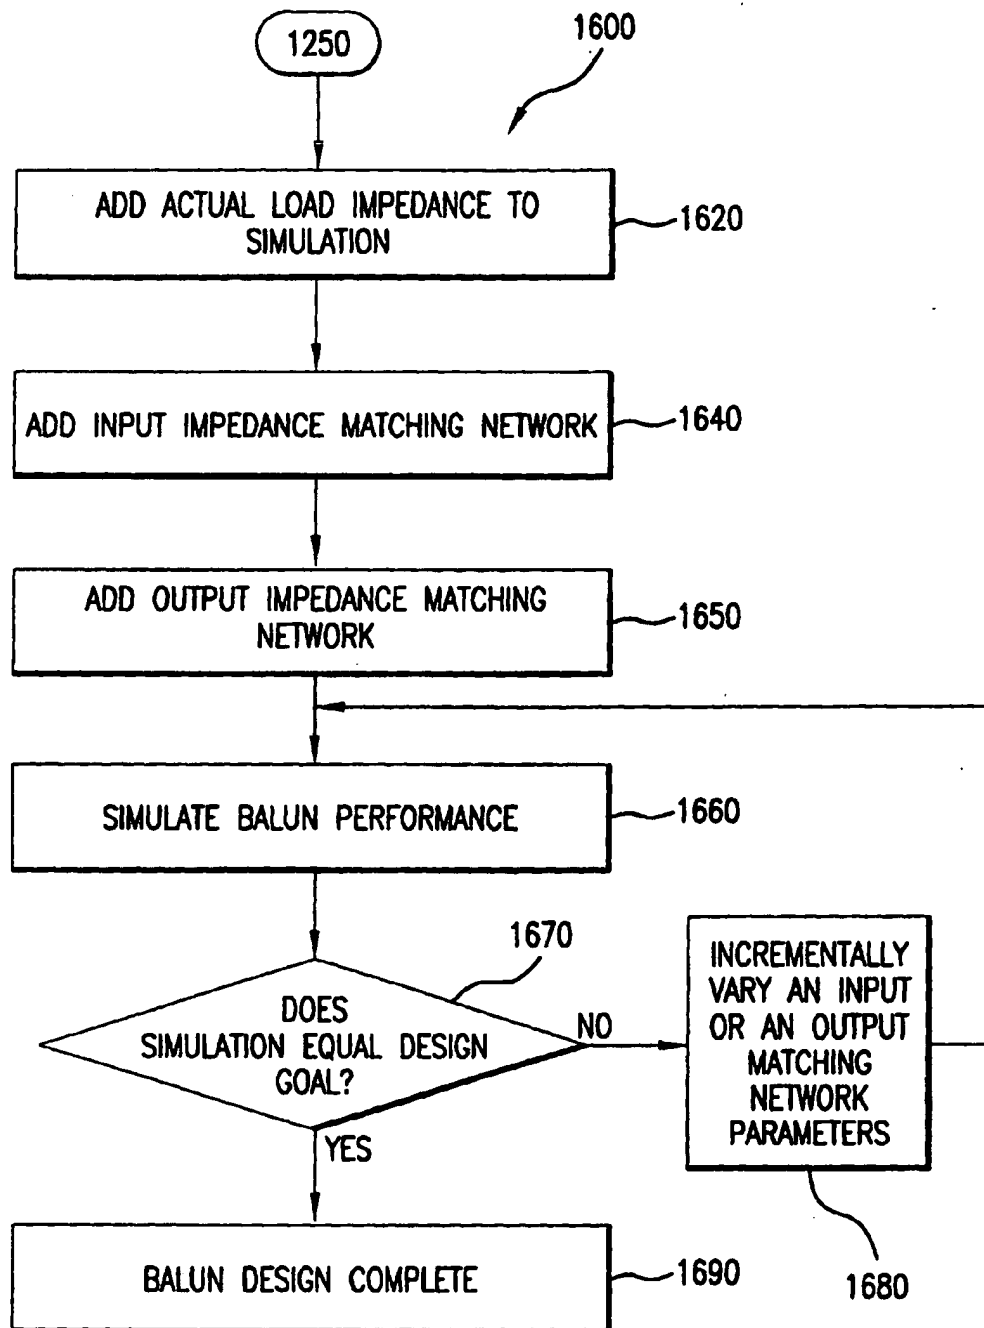 1250
1600
ADD ACTUAL LOAD IMPEDANCE TO
SIMULATION
1620
ADD INPUT IMPEDANCE MATCHING NETWORK
1640
ADD OUTPUT IMPEDANCE MATCHING
NETWORK
1650
SIMULATE BALUN PERFORMANCE
1660
1670
DOES
SIMULATION EQUAL DESIGN
GOAL?
NO
YES
INCREMENTALLY
VARY AN INPUT
OR AN OUTPUT
MATCHING
NETWORK
PARAMETERS
1680
BALUN DESIGN COMPLETE
1690